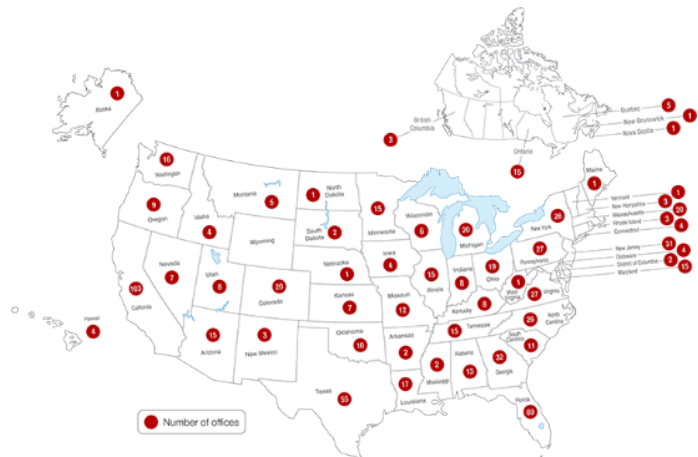 1
Alaska
British
Columbia
3
Ontario
15
Quebec
5
New Brunswick
1
Nova Scotia
1
16
Washington
9
Oregon
Idaho
4
Montana
5
Wyoming
1
North
Dakota
South
Dakota
2
15
Minnesota
Wisconsin
6
Michigan
Maine
1
Vermont
1
New Hampshire
3
Massachusetts
20
Rhode Island
3
Connecticut
4
26
New York
27
Pennsylvania
New Jersey
31
Delaware
4
District of Columbia
2
Maryland
15
Nevada
7
103
California
Utah
8
20
Colorado
Nebraska
1
Kansas
7
Iowa
4
Missouri
12
15
Illinois
Indiana
8
19
Ohio
1
West
Virginia
27
Virginia
Kentucky
8
15
Tennessee
26
North
Carolina
South
Carolina
11
Hawaii
4
15
Arizona
3
New Mexico
Oklahoma
10
Arkansas
2
2
Mississippi
Alabama
13
32
Georgia
Texas
55
17
Louisiana
Florida
Number of offices